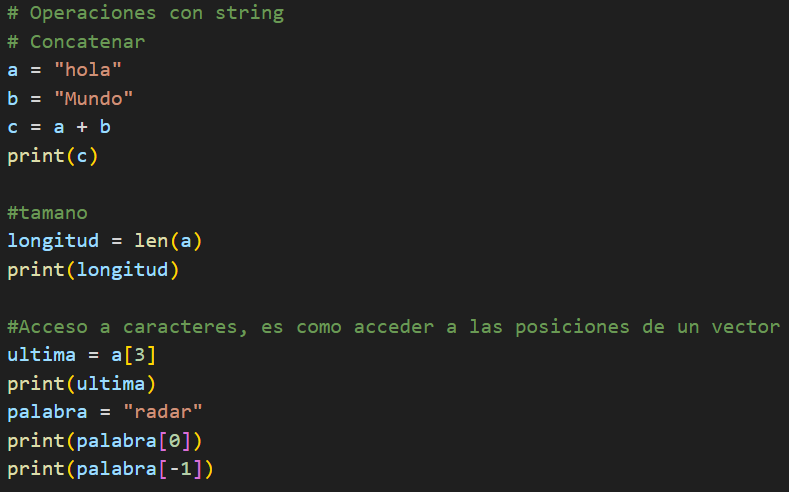 # Operaciones con string
# Concatenar
a = "hola"
b = "Mundo"
c = a + b
print(c)
#tamano
longitud = len(a)
print(longitud)
#Acceso a caracteres, es como acceder a las posiciones de un vector
ultima = a[3]
print(ultima)
palabra = "radar"
print(palabra[0])
print(palabra[-1])